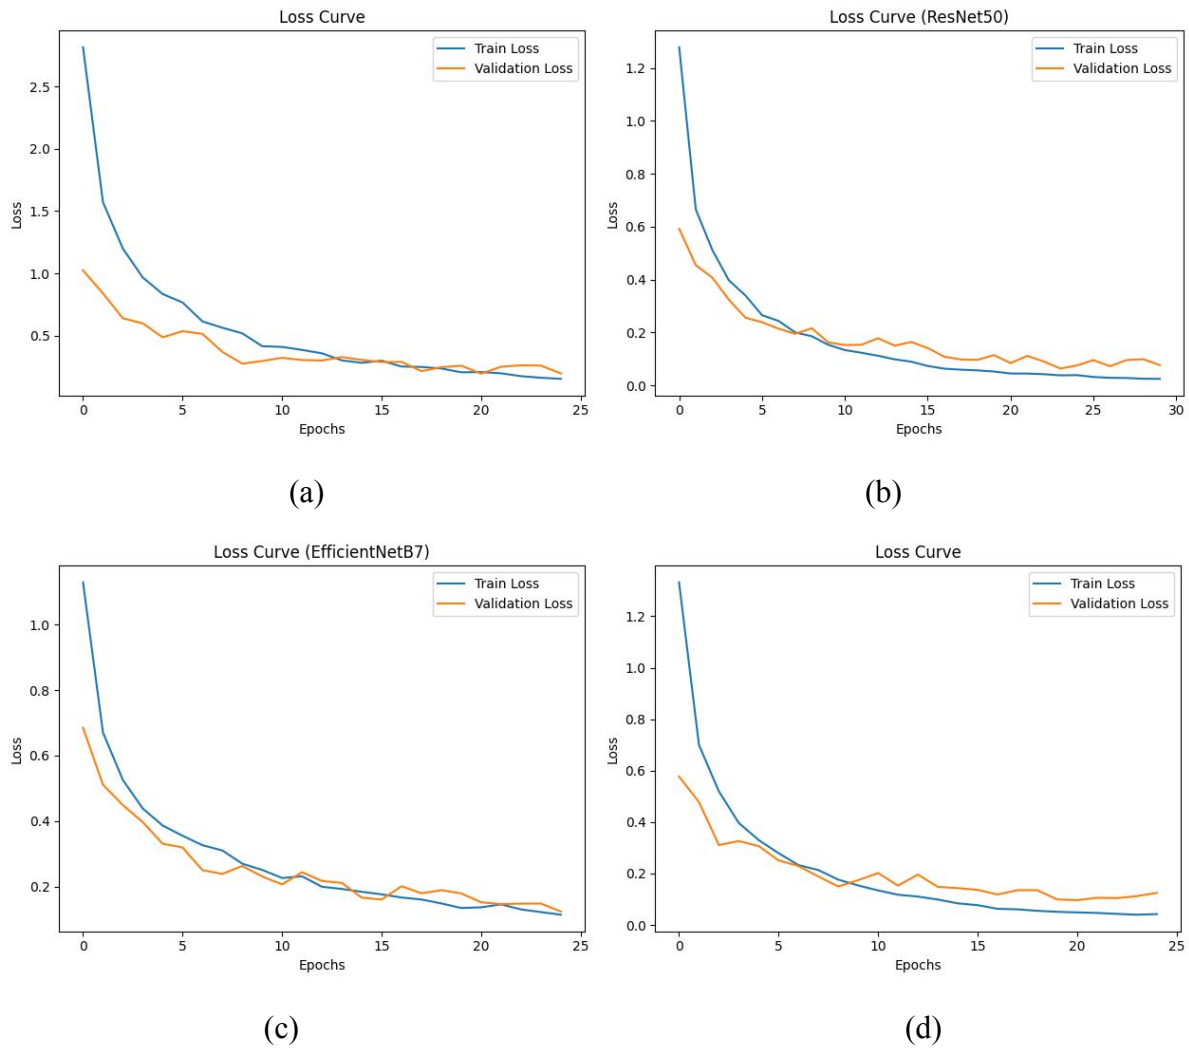 Loss Curve
Train Loss
Validation Loss
2.5
2.0
1.5
1.0
0.5
Loss
0 5 10 15 20 25
Epochs
(a)
Loss Curve (ResNet50)
Train Loss
Validation Loss
1.2
1.0
0.8
0.6
0.4
0.2
0.0
Loss
0 5 10 15 20 25 30
Epochs
(b)
Loss Curve (EfficientNetB7)
Train Loss
Validation Loss
1.0
0.8
0.6
0.4
0.2
Loss
0 5 10 15 20 25
Epochs
(c)
Loss Curve
Train Loss
Validation Loss
1.2
1.0
0.8
0.6
0.4
0.2
0.0
Loss
0 5 10 15 20 25
Epochs
(d)